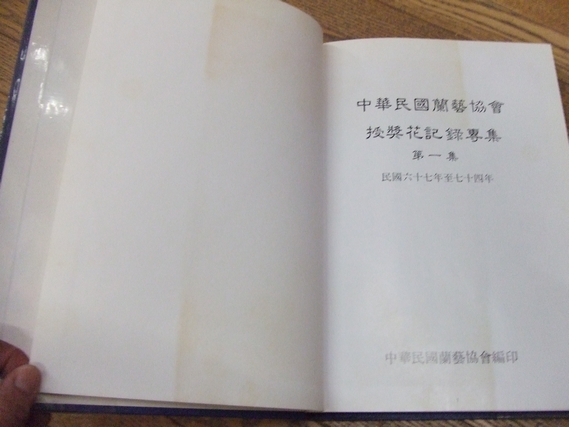 中華民國蘭藝協會
授獎花記錄專集
第一集
民國六十七年至七十四年
中華民國蘭藝協會編印